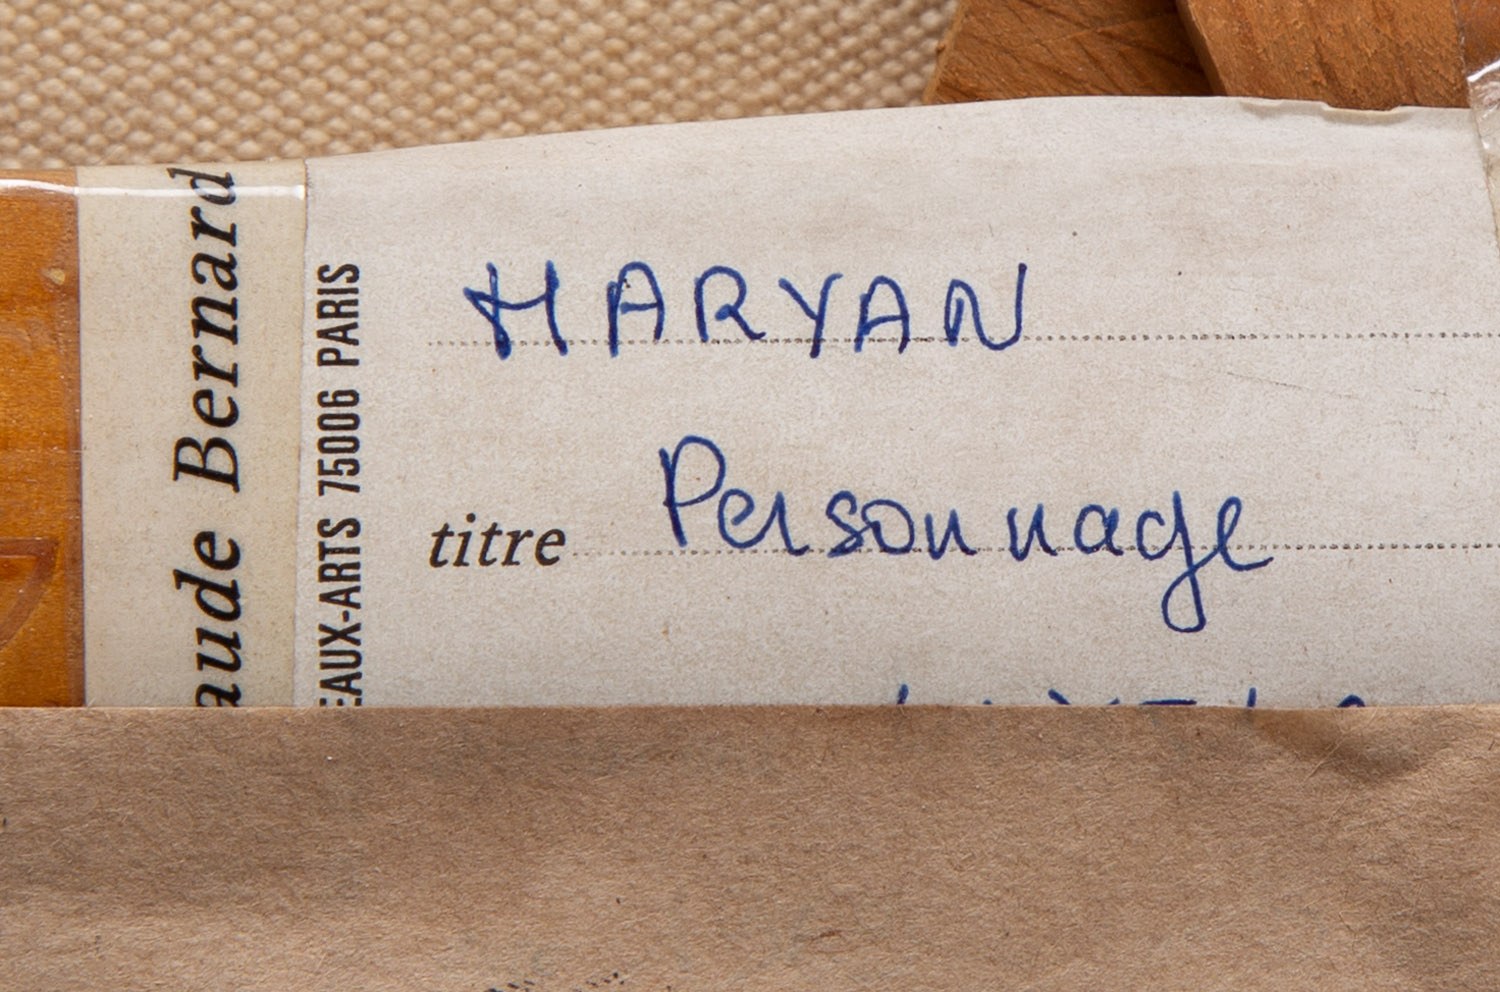 aude Bernard
EAUX-ARTS 75006 PARIS
HARYAN
titre Personnage